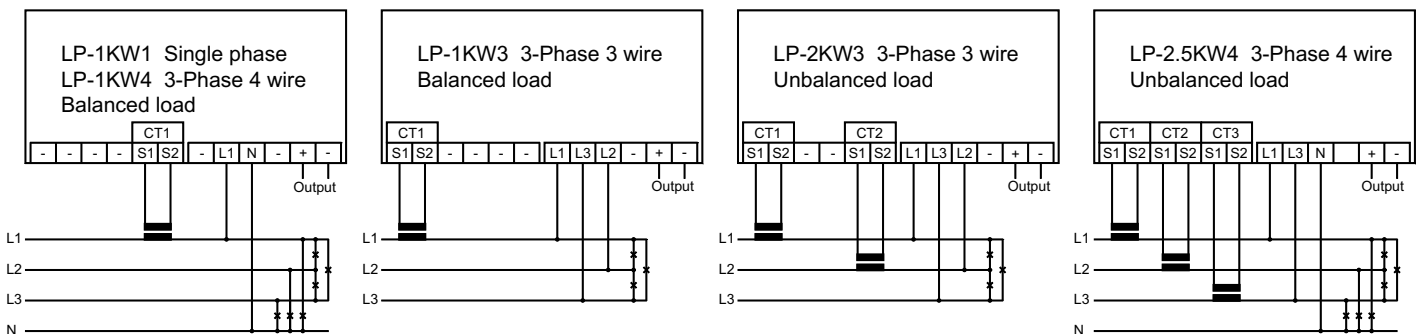 LP-1KW1 Single phase
LP-1KW4 3-Phase 4 wire
Balanced load
CT1
- - - - S1 S2 - L1 N - + -
Output
L1
L2
L3
N
LP-1KW3 3-Phase 3 wire
Balanced load
CT1
S1 S2 - - - - L1 L3 L2 - + -
Output
L1
L2
L3
LP-2KW3 3-Phase 3 wire
Unbalanced load
CT1 CT2
S1 S2 - - S1 S2 L1 L3 L2 - + -
Output
L1
L2
L3
LP-2.5KW4 3-Phase 4 wire
Unbalanced load
CT1 CT2 CT3
S1 S2 S1 S2 S1 S2 L1 L3 N + -
Output
L1
L2
L3
N